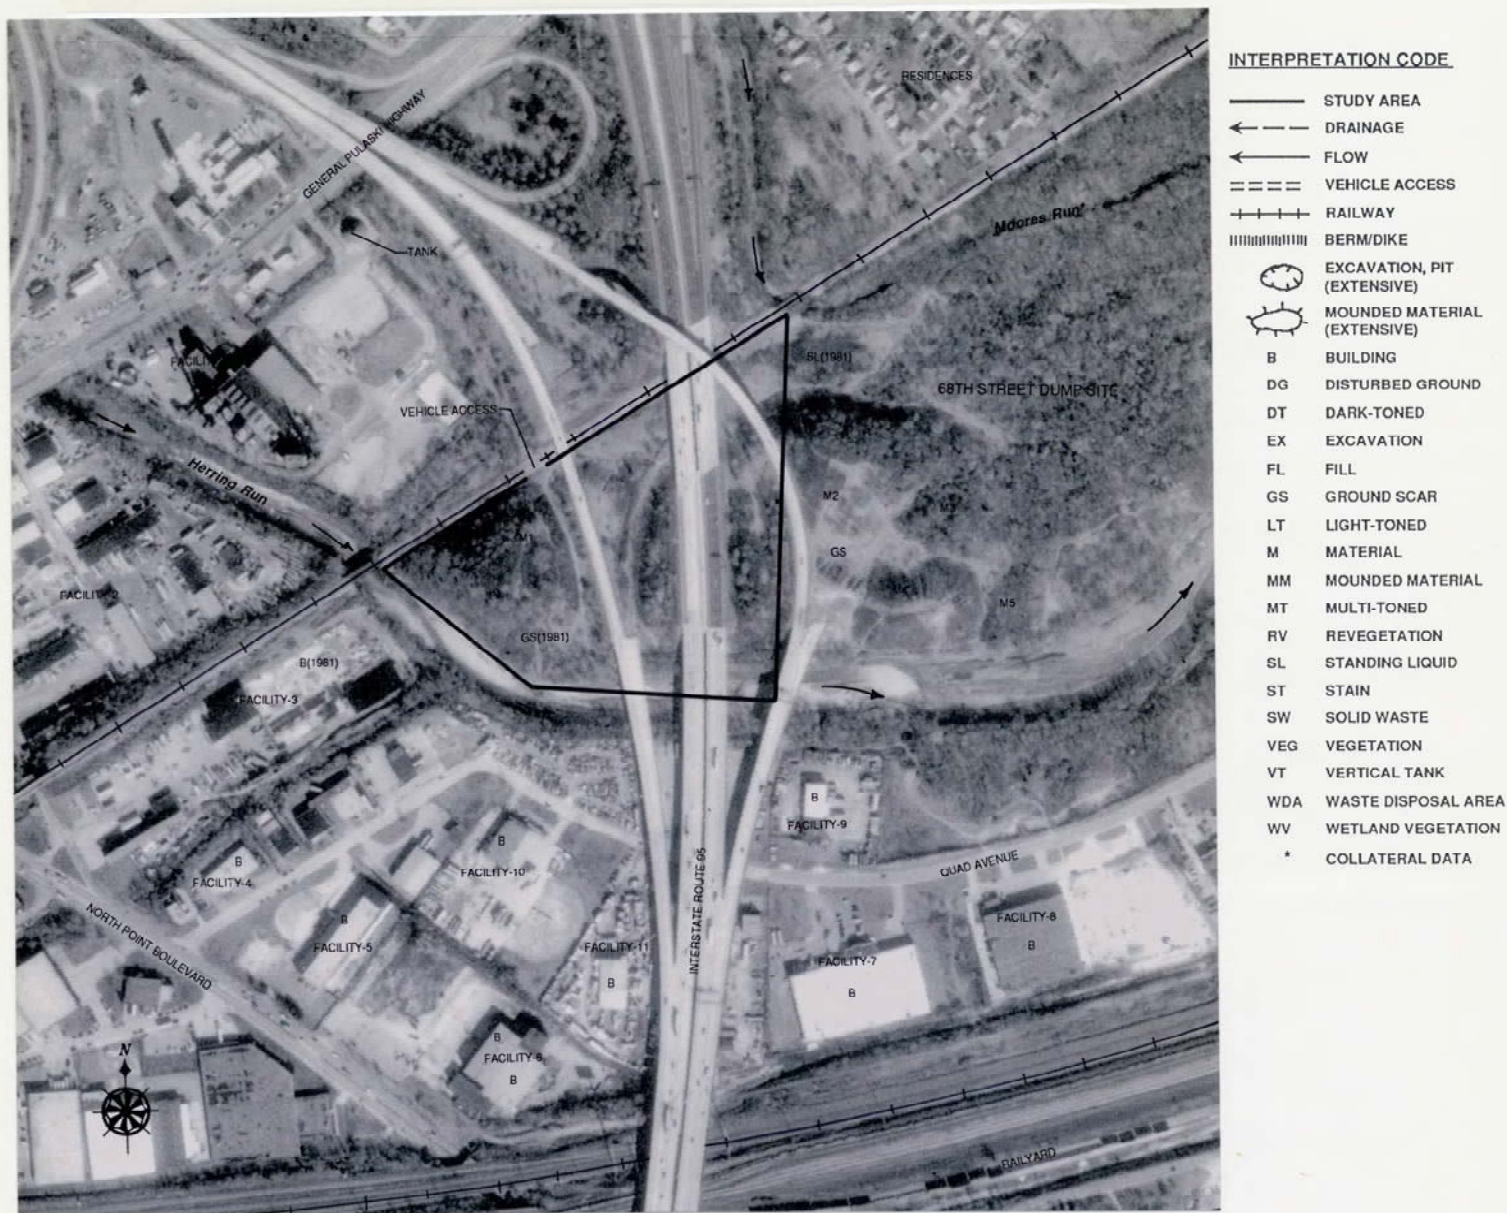 RESIDENCES
GENERAL PULASKI HIGHWAY
TANK
Moores Run*
SL(1981)
68TH STREET DUMP SITE
VEHICLE ACCESS
Herring Run
M1
M2
GS
M5
FACILITY-2
GS(1981)
B(1981)
FACILITY-3
B
FACILITY-9
B
FACILITY-4
B
FACILITY-10
QUAD AVENUE
INTERSTATE ROUTE 95
NORTH POINT BOULEVARD
B
FACILITY-5
FACILITY-11
B
FACILITY-7
B
FACILITY-8
B
B
FACILITY-6
B
N
RAILYARD
INTERPRETATION CODE
STUDY AREA
DRAINAGE
FLOW
VEHICLE ACCESS
RAILWAY
BERM/DIKE
EXCAVATION, PIT
(EXTENSIVE)
MOUNDED MATERIAL
(EXTENSIVE)
B BUILDING
DG DISTURBED GROUND
DT DARK-TONED
EX EXCAVATION
FL FILL
GS GROUND SCAR
LT LIGHT-TONED
M MATERIAL
MM MOUNDED MATERIAL
MT MULTI-TONED
RV REVEGETATION
SL STANDING LIQUID
ST STAIN
SW SOLID WASTE
VEG VEGETATION
VT VERTICAL TANK
WDA WASTE DISPOSAL AREA
WV WETLAND VEGETATION
* COLLATERAL DATA